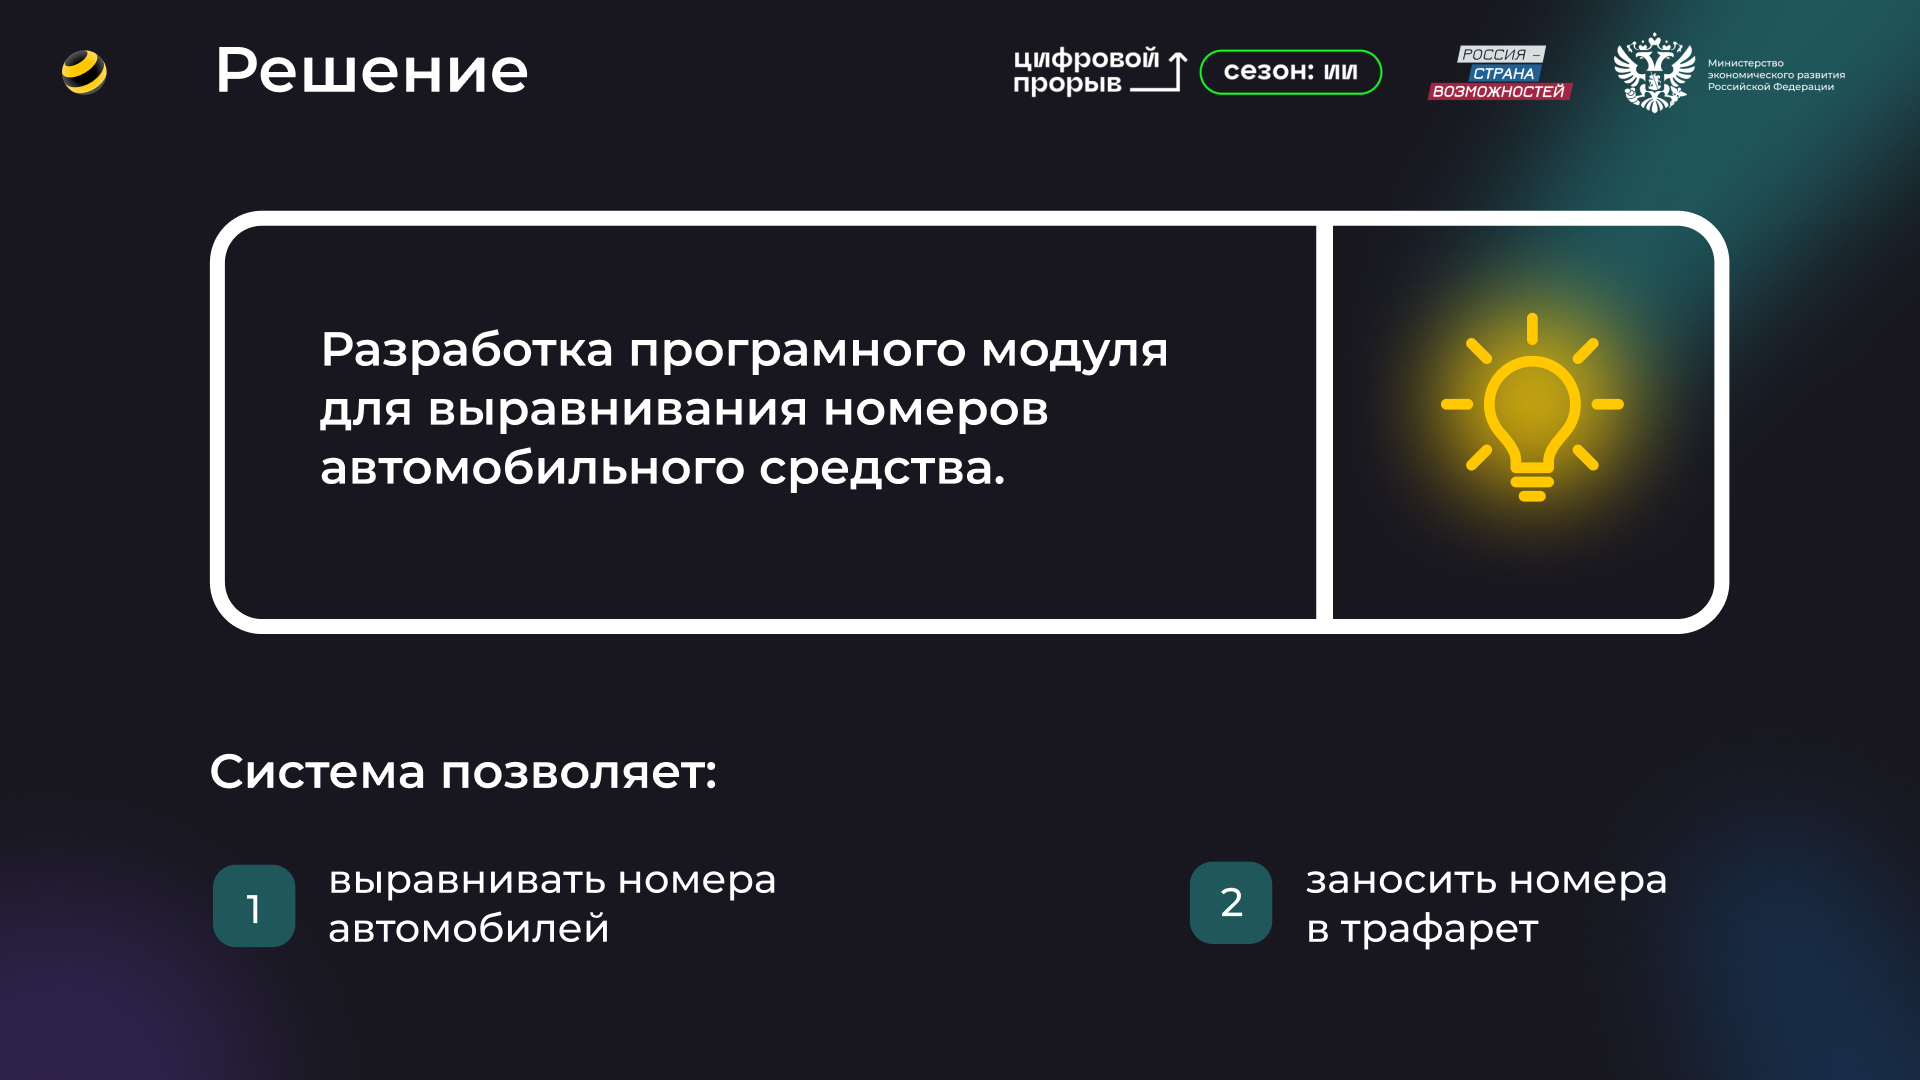 Решение
цифровой
прорыв
сезон: ии
РОССИЯ –
СТРАНА
ВОЗМОЖНОСТЕЙ
Министерство
экономического развития
Российской Федерации
Разработка програмного модуля
для выравнивания номеров
автомобильного средства.
Система позволяет:
1
выравнивать номера
автомобилей
2
заносить номера
в трафарет